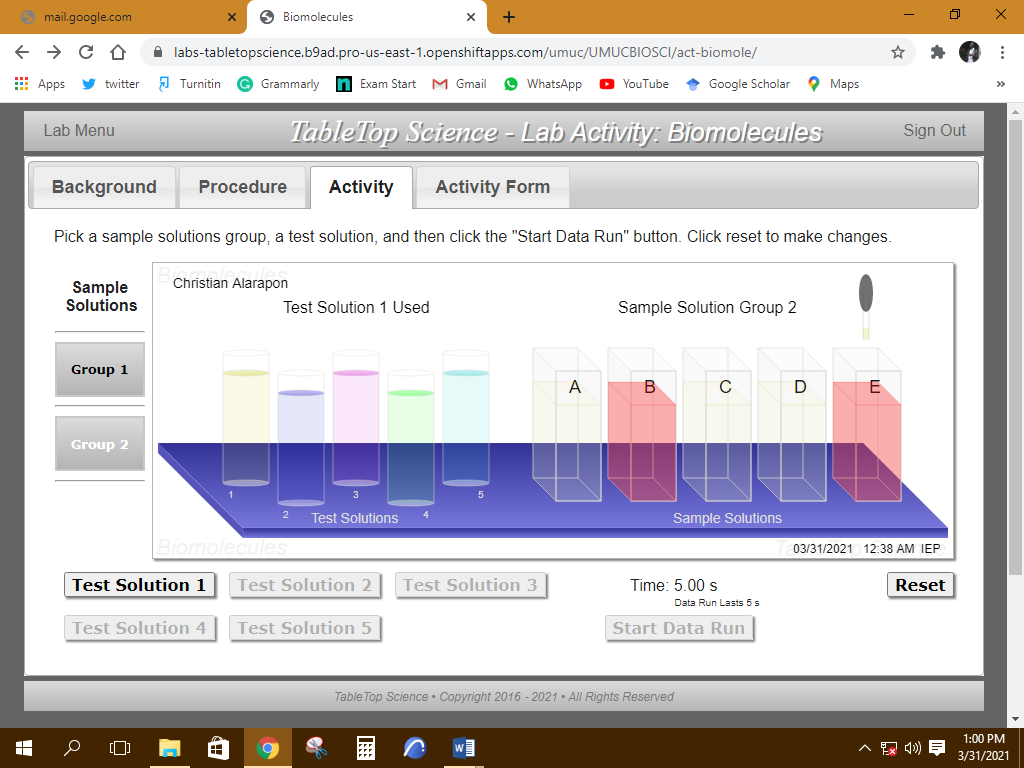 mail.google.com
Biomolecules
labs-tabletopscience.b9ad.pro-us-east-1.openshiftapps.com/umuc/UMUCBIOSCI/act-biomole/
Apps twitter Turnitin Grammarly Exam Start Gmail WhatsApp YouTube Google Scholar Maps »
Lab Menu TableTop Science - Lab Activity: Biomolecules Sign Out
Background Procedure Activity Activity Form
Pick a sample solutions group, a test solution, and then click the "Start Data Run" button. Click reset to make changes.
Sample
Solutions
Group 1
Group 2
Biomolecules
Christian Alarapon
Test Solution 1 Used Sample Solution Group 2
A B C D E
1 2 3 4 5
Test Solutions Sample Solutions
Biomolecules
03/31/2021 12:38 AM IEP
Test Solution 1 Test Solution 2 Test Solution 3 Time: 5.00 s Reset
Data Run Lasts 5 s
Test Solution 4 Test Solution 5 Start Data Run
TableTop Science • Copyright 2016 - 2021 • All Rights Reserved
1:00 PM
3/31/2021